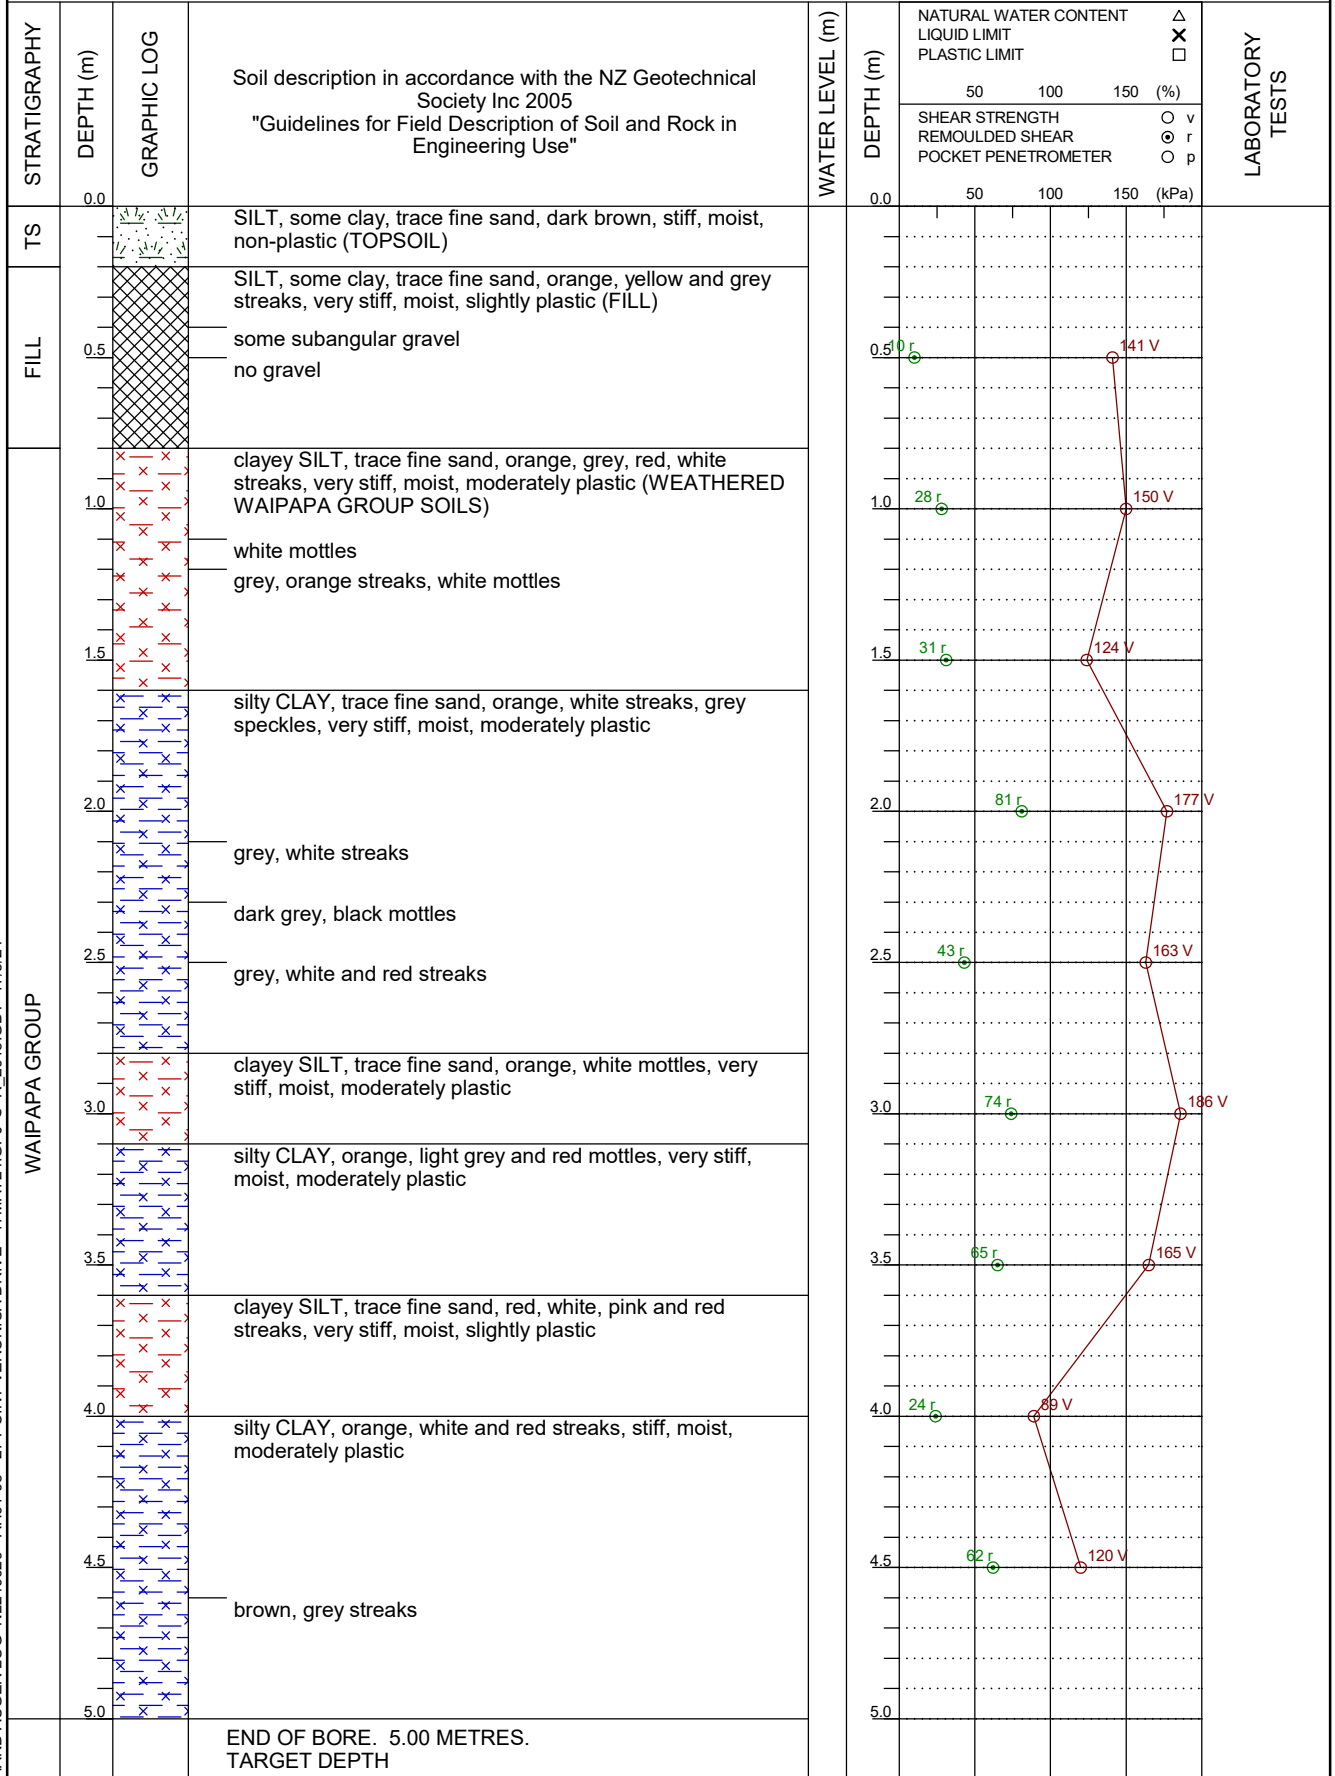 STRATIGRAPHY
DEPTH (m)
GRAPHIC LOG
Soil description in accordance with the NZ Geotechnical
Society Inc 2005
"Guidelines for Field Description of Soil and Rock in
Engineering Use"
WATER LEVEL (m)
DEPTH (m)
NATURAL WATER CONTENT
LIQUID LIMIT
PLASTIC LIMIT
50 100 150 (%)
SHEAR STRENGTH v
REMOULDED SHEAR r
POCKET PENETROMETER p
50 100 150 (kPa)
LABORATORY
TESTS
0.0
0.0
TS
SILT, some clay, trace fine sand, dark brown, stiff, moist,
non-plastic (TOPSOIL)
FILL
SILT, some clay, trace fine sand, orange, yellow and grey
streaks, very stiff, moist, slightly plastic (FILL)
some subangular gravel
0.5
no gravel
0.5
10 r
141 V
WAIPAPA GROUP
clayey SILT, trace fine sand, orange, grey, red, white
streaks, very stiff, moist, moderately plastic (WEATHERED
WAIPAPA GROUP SOILS)
1.0
1.0
28 r
150 V
white mottles
grey, orange streaks, white mottles
1.5
1.5
31 r
124 V
silty CLAY, trace fine sand, orange, white streaks, grey
speckles, very stiff, moist, moderately plastic
2.0
2.0
81 r
177 V
grey, white streaks
dark grey, black mottles
2.5
2.5
43 r
163 V
grey, white and red streaks
clayey SILT, trace fine sand, orange, white mottles, very
stiff, moist, moderately plastic
3.0
3.0
74 r
186 V
silty CLAY, orange, light grey and red mottles, very stiff,
moist, moderately plastic
3.5
3.5
65 r
165 V
clayey SILT, trace fine sand, red, white, pink and red
streaks, very stiff, moist, slightly plastic
4.0
4.0
24 r
89 V
silty CLAY, orange, white and red streaks, stiff, moist,
moderately plastic
4.5
4.5
62 r
120 V
brown, grey streaks
5.0
5.0
END OF BORE. 5.00 METRES.
TARGET DEPTH